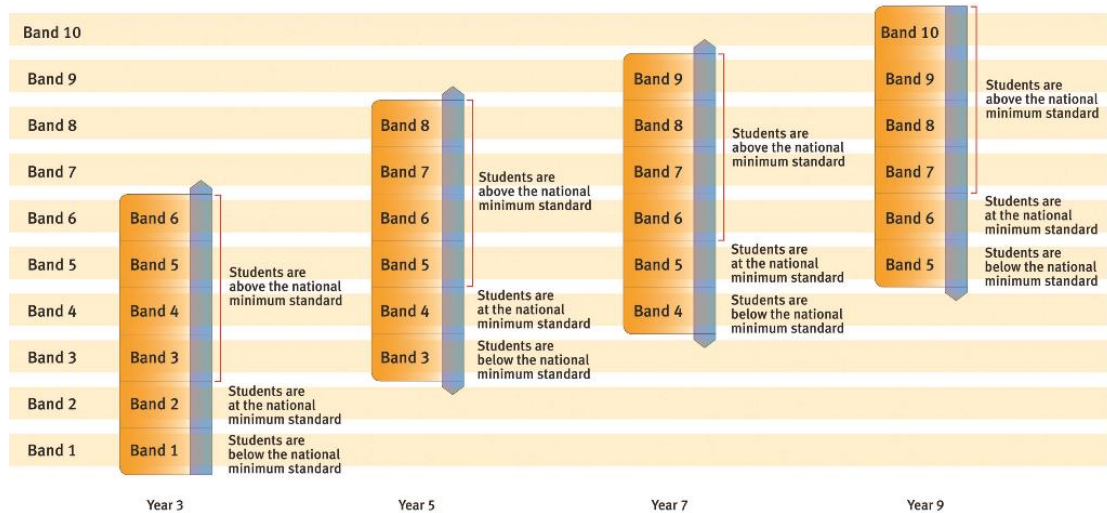 Band 10
Band 9
Band 8
Band 7
Band 6
Band 5
Band 4
Band 3
Band 2
Band 1
Band 6
Band 5
Band 4
Band 3
Band 2
Band 1
Students are
above the national
minimum standard
Students are
at the national
minimum standard
Students are
below the national
minimum standard
Year 3
Band 8
Band 7
Band 6
Band 5
Band 4
Band 3
Students are
above the national
minimum standard
Students are
at the national
minimum standard
Students are
below the national
minimum standard
Year 5
Band 9
Band 8
Band 7
Band 6
Band 5
Band 4
Students are
above the national
minimum standard
Students are
at the national
minimum standard
Students are
below the national
minimum standard
Year 7
Band 10
Band 9
Band 8
Band 7
Band 6
Band 5
Students are
above the national
minimum standard
Students are
at the national
minimum standard
Students are
below the national
minimum standard
Year 9